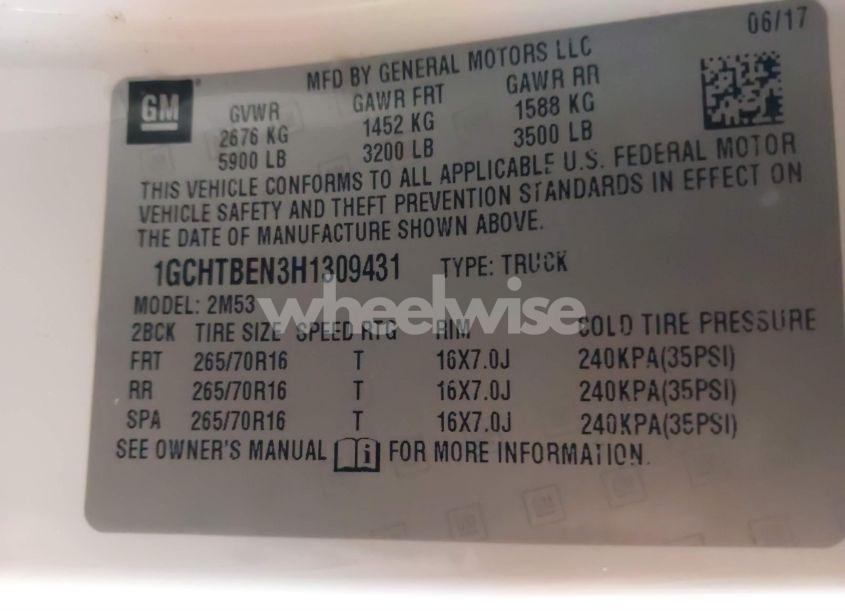 06/17
MFD BY GENERAL MOTORS LLC
GM
GVWR GAWR FRT GAWR RR
2676 KG 1452 KG 1588 KG
5900 LB 3200 LB 3500 LB
THIS VEHICLE CONFORMS TO ALL APPLICABLE U.S. FEDERAL MOTOR
VEHICLE SAFETY AND THEFT PREVENTION STANDARDS IN EFFECT ON
THE DATE OF MANUFACTURE SHOWN ABOVE.
1GCHTBEN3H1309431 TYPE: TRUCK
MODEL: 2M53
wheelwise
2BCK TIRE SIZE SPEED RTG RIM COLD TIRE PRESSURE
FRT 265/70R16 T 16X7.0J 240KPA(35PSI)
RR 265/70R16 T 16X7.0J 240KPA(35PSI)
SPA 265/70R16 T 16X7.0J 240KPA(35PSI)
SEE OWNER'S MANUAL i FOR MORE INFORMATION.
GM GM GM GM